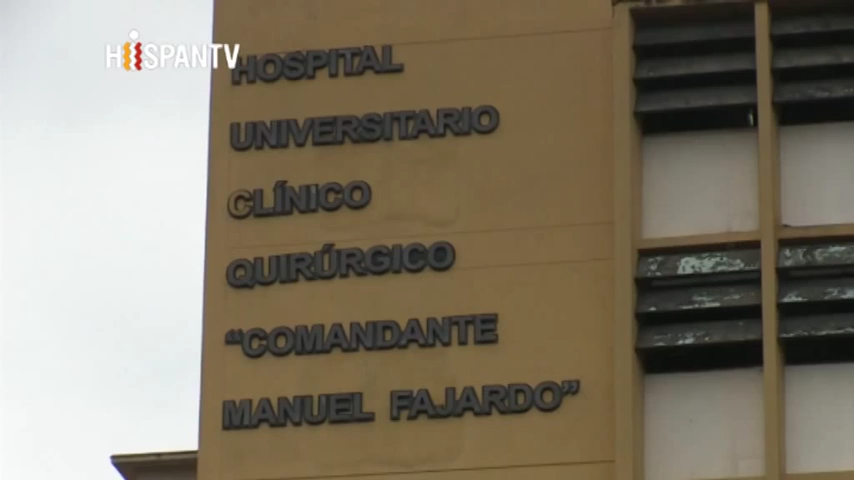 HISPANTV
HOSPITAL
UNIVERSITARIO
CLÍNICO
QUIRÚRGICO
“COMANDANTE
MANUEL FAJARDO”